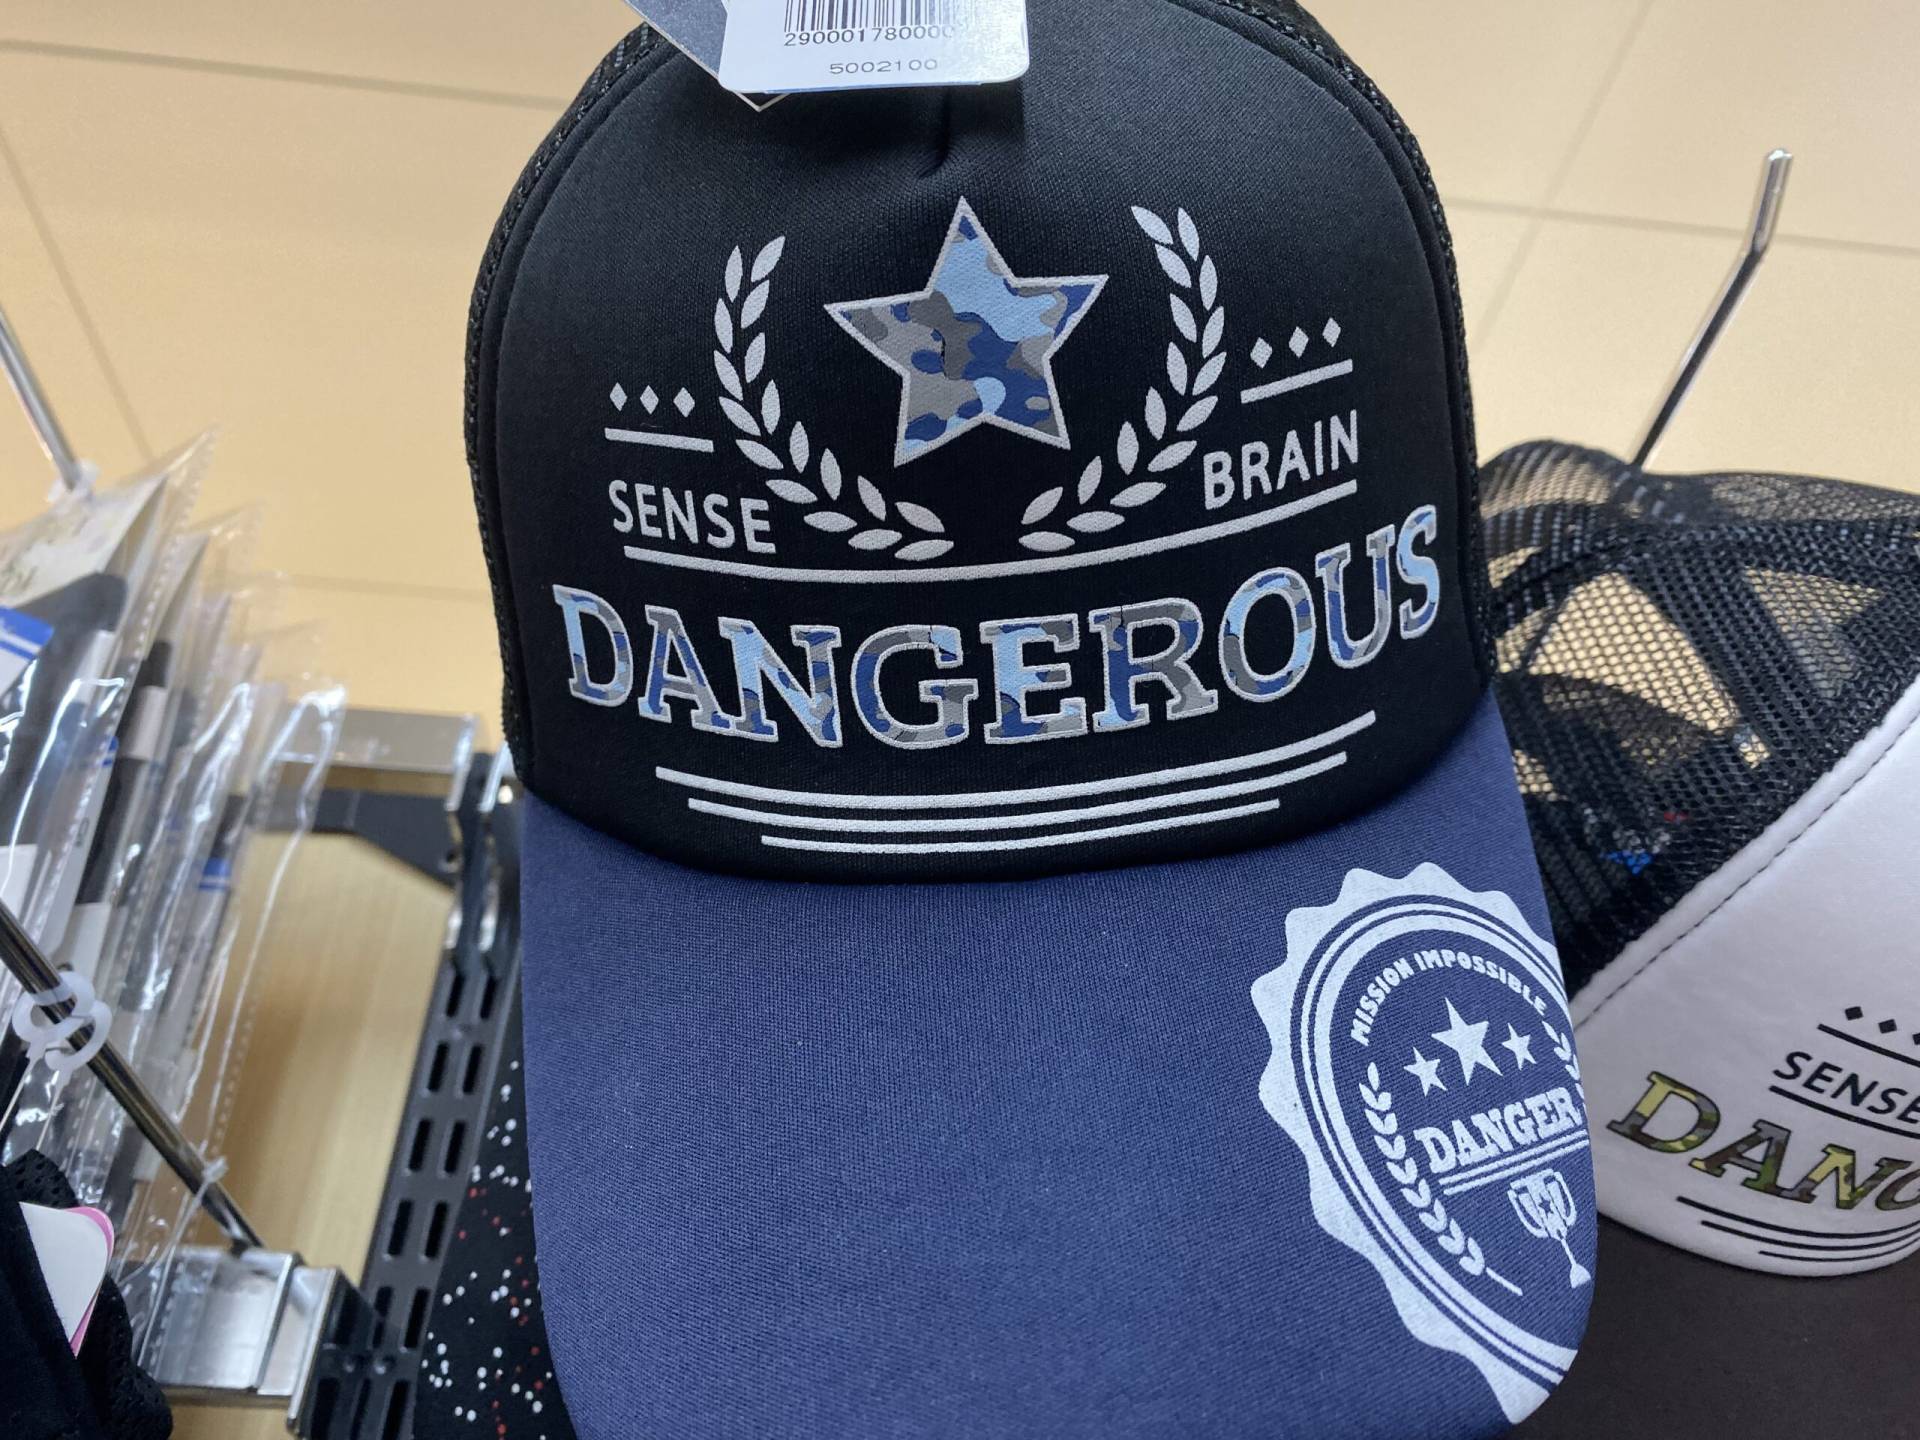 290001780000
5002100
SENSE BRAIN
DANGEROUS
MISSION IMPOSSIBLE
DANGER
SENSE